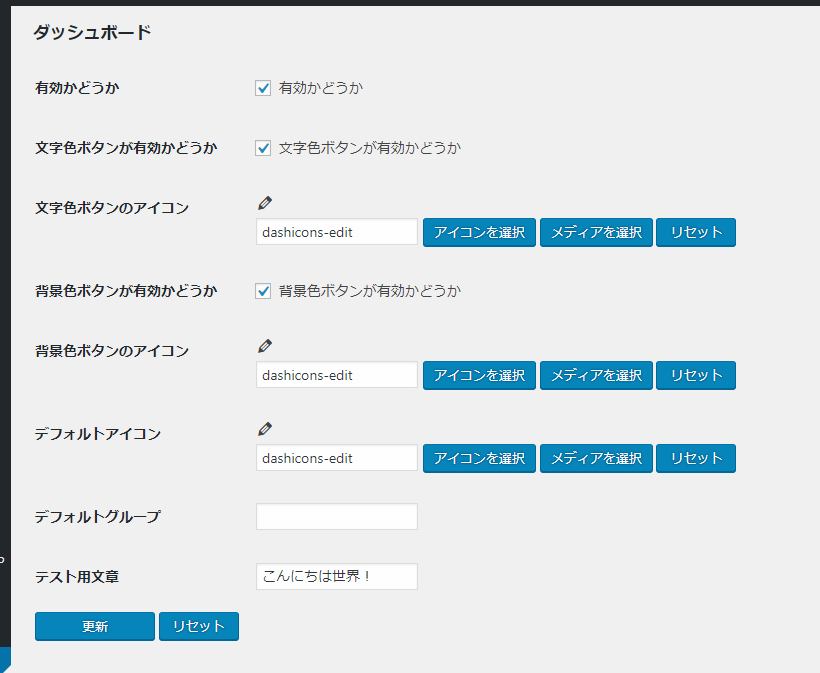 ダッシュボード
有効かどうか 有効かどうか
文字色ボタンが有効かどうか 文字色ボタンが有効かどうか
文字色ボタンのアイコン
dashicons-edit アイコンを選択 メディアを選択 リセット
背景色ボタンが有効かどうか 背景色ボタンが有効かどうか
背景色ボタンのアイコン
dashicons-edit アイコンを選択 メディアを選択 リセット
デフォルトアイコン
dashicons-edit アイコンを選択 メディアを選択 リセット
デフォルトグループ
テスト用文章 こんにちは世界！
更新 リセット